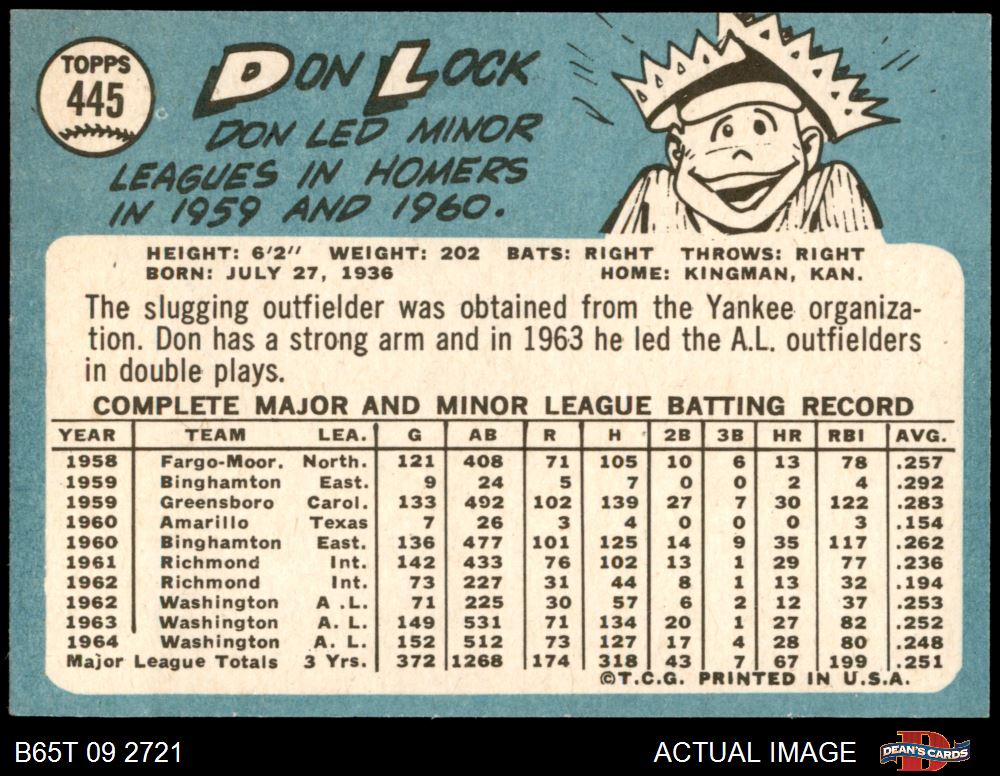 TOPPS
445
DON LOCK
DON LED MINOR
LEAGUES IN HOMERS
IN 1959 AND 1960.
HEIGHT: 6'2" WEIGHT: 202 BATS: RIGHT THROWS: RIGHT
BORN: JULY 27, 1936 HOME: KINGMAN, KAN.
The slugging outfielder was obtained from the Yankee organiza-
tion. Don has a strong arm and in 1963 he led the A.L. outfielders
in double plays.
COMPLETE MAJOR AND MINOR LEAGUE BATTING RECORD
YEAR TEAM LEA. G AB R H 2B 3B HR RBI AVG.
1958 Fargo-Moor. North. 121 408 71 105 10 6 13 78 .257
1959 Binghamton East. 9 24 5 7 0 0 2 4 .292
1959 Greensboro Carol. 133 492 102 139 27 7 30 122 .283
1960 Amarillo Texas 7 26 3 4 0 0 0 3 .154
1960 Binghamton East. 136 477 101 125 14 9 35 117 .262
1961 Richmond Int. 142 433 76 102 13 1 29 77 .236
1962 Richmond Int. 73 227 31 44 8 1 13 32 .194
1962 Washington A .L. 71 225 30 57 6 2 12 37 .253
1963 Washington A. L. 149 531 71 134 20 1 27 82 .252
1964 Washington A. L. 152 512 73 127 17 4 28 80 .248
Major League Totals 3 Yrs. 372 1268 174 318 43 7 67 199 .251
©T.C.G. PRINTED IN U.S.A.
B65T 09 2721 ACTUAL IMAGE DEAN'S CARDS